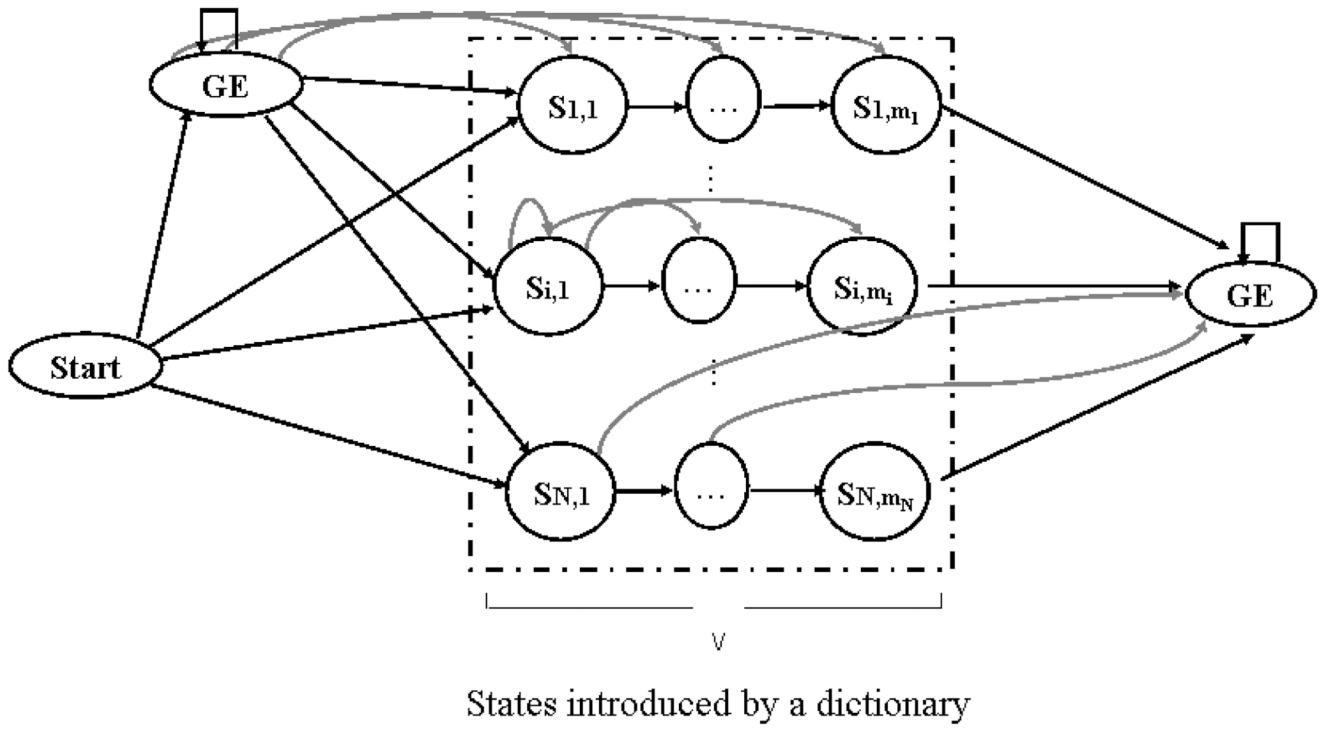 GE
S1,1 ... S1,m1
⋮
Si,1 ... Si,mi
GE
Start
⋮
SN,1 ... SN,mN
V
States introduced by a dictionary